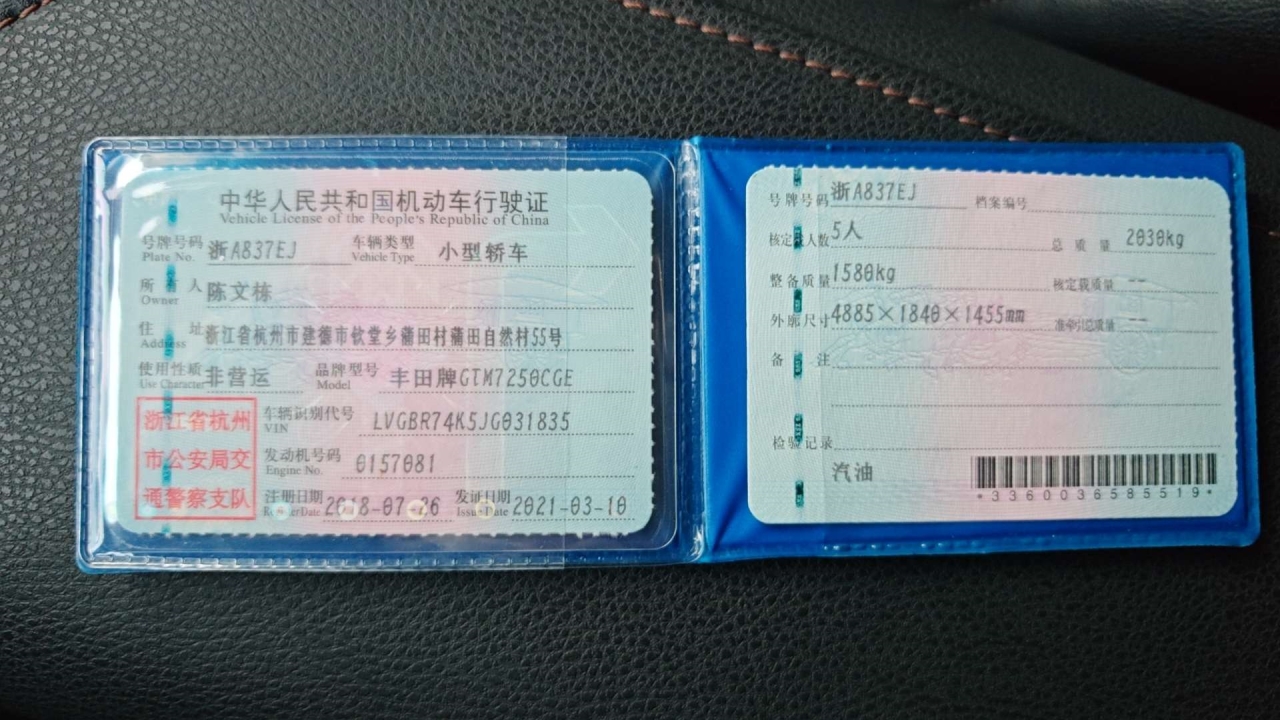 中华人民共和国机动车行驶证
Vehicle License of the People's Republic of China
号牌号码 浙A837EJ 车辆类型 小型轿车
Plate No. Vehicle Type
所有人 陈文栋
Owner
住址 浙江省杭州市建德市钦堂乡蒲田村蒲田自然村55号
Address
使用性质 非营运 品牌型号 丰田牌GTM7250CGE
Use Character Model
浙江省杭州
市公安局交
通警察支队
车辆识别代号 LVGBR74K5JG031835
VIN
发动机号码 0157081
Engine No.
注册日期 2018-07-26 发证日期 2021-03-10
Register Date Issue Date
号牌号码 浙A837EJ 档案编号
核定载人数 5人 总质量 2030kg
整备质量 1580kg 核定载质量 --
外廓尺寸 4885×1840×1455mm 准牵引总质量 --
备注
检验记录
汽油
*3360036585519*